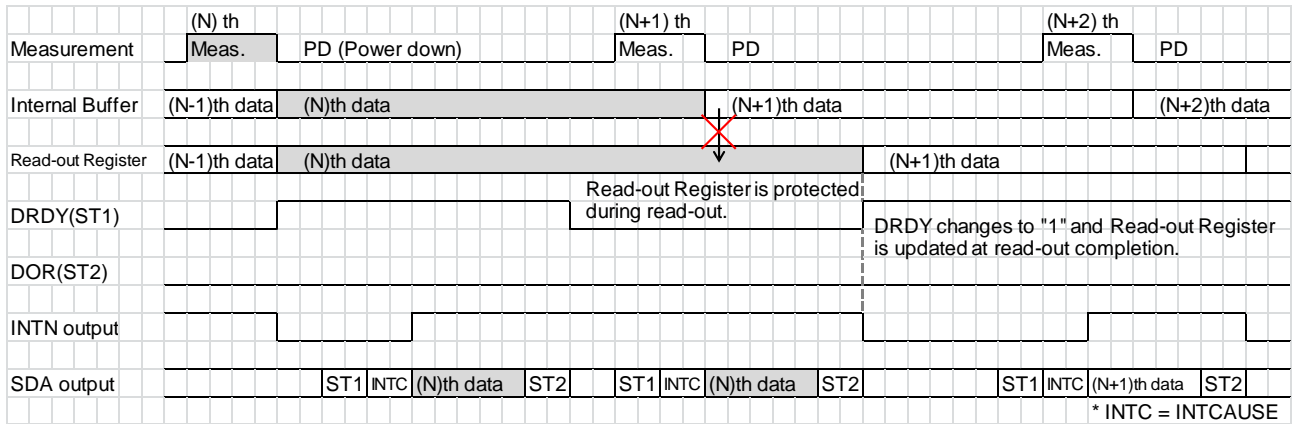 (N) th (N+1) th (N+2) th
Measurement Meas. PD (Power down) Meas. PD Meas. PD
Internal Buffer (N-1)th data (N)th data (N+1)th data (N+2)th data
Read-out Register (N-1)th data (N)th data (N+1)th data
Read-out Register is protected
during read-out.
DRDY(ST1)
DRDY changes to "1" and Read-out Register
is updated at read-out completion.
DOR(ST2)
INTN output
SDA output ST1 INTC (N)th data ST2 ST1 INTC (N)th data ST2 ST1 INTC (N+1)th data ST2
* INTC = INTCAUSE